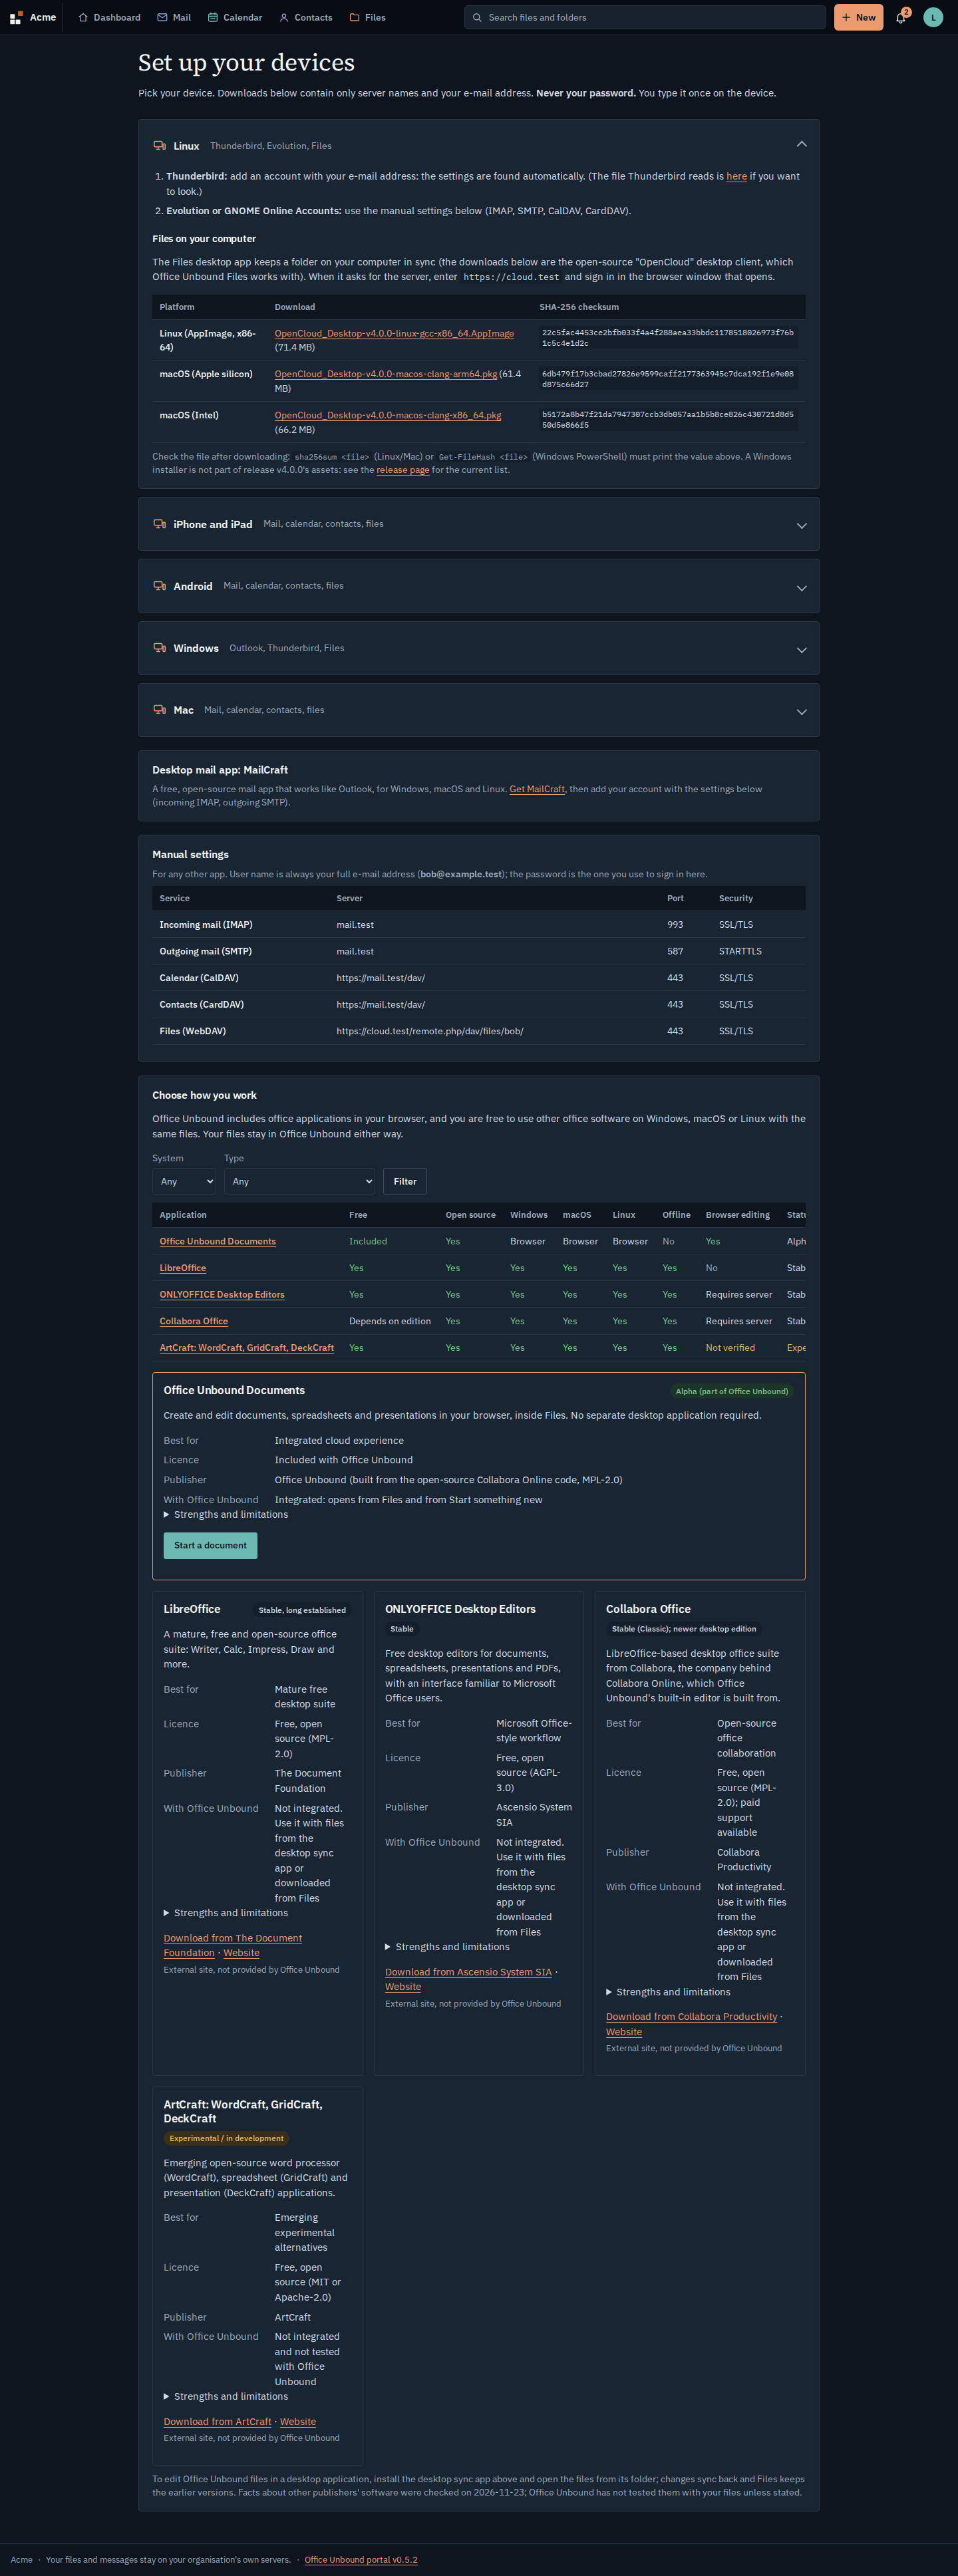 Acme
Dashboard
Mail
Calendar
Contacts
Files
Search files and folders
New
2
L
Set up your devices
Pick your device. Downloads below contain only server names and your e-mail address. Never your password. You type it once on the device.
Linux Thunderbird, Evolution, Files
1. Thunderbird: add an account with your e-mail address: the settings are found automatically. (The file Thunderbird reads is here if you want
to look.)
2. Evolution or GNOME Online Accounts: use the manual settings below (IMAP, SMTP, CalDAV, CardDAV).
Files on your computer
The Files desktop app keeps a folder on your computer in sync (the downloads below are the open-source "OpenCloud" desktop client, which
Office Unbound Files works with). When it asks for the server, enter https://cloud.test and sign in in the browser window that opens.
Platform Download SHA-256 checksum
Linux (AppImage, x86-
64)
OpenCloud_Desktop-v4.0.0-linux-gcc-x86_64.AppImage
(71.4 MB)
22c5fac4453ce2bfb033f4a4f288aea33bbdc1178518026973f76b
1c5c4e1d2c
macOS (Apple silicon)
OpenCloud_Desktop-v4.0.0-macos-clang-arm64.pkg (61.4
MB)
6db479f17b3cbad27826e9599caff2177363945c7dca192f1e9e08
d875c66d27
macOS (Intel)
OpenCloud_Desktop-v4.0.0-macos-clang-x86_64.pkg
(66.2 MB)
b5172a8b47f21da7947307ccb3db057aa1b5b8ce826c430721d8d5
50d5e866f5
Check the file after downloading: sha256sum <file> (Linux/Mac) or Get-FileHash <file> (Windows PowerShell) must print the value above. A Windows
installer is not part of release v4.0.0's assets: see the release page for the current list.
iPhone and iPad Mail, calendar, contacts, files
Android Mail, calendar, contacts, files
Windows Outlook, Thunderbird, Files
Mac Mail, calendar, contacts, files
Desktop mail app: MailCraft
A free, open-source mail app that works like Outlook, for Windows, macOS and Linux. Get MailCraft, then add your account with the settings below
(incoming IMAP, outgoing SMTP).
Manual settings
For any other app. User name is always your full e-mail address (bob@example.test); the password is the one you use to sign in here.
Service Server Port Security
Incoming mail (IMAP) mail.test 993 SSL/TLS
Outgoing mail (SMTP) mail.test 587 STARTTLS
Calendar (CalDAV) https://mail.test/dav/ 443 SSL/TLS
Contacts (CardDAV) https://mail.test/dav/ 443 SSL/TLS
Files (WebDAV) https://cloud.test/remote.php/dav/files/bob/ 443 SSL/TLS
Choose how you work
Office Unbound includes office applications in your browser, and you are free to use other office software on Windows, macOS or Linux with the
same files. Your files stay in Office Unbound either way.
System Type
Any Any Filter
Application Free Open source Windows macOS Linux Offline Browser editing Statu
Office Unbound Documents Included Yes Browser Browser Browser No Yes Alph
LibreOffice Yes Yes Yes Yes Yes Yes No Stab
ONLYOFFICE Desktop Editors Yes Yes Yes Yes Yes Yes Requires server Stab
Collabora Office Depends on edition Yes Yes Yes Yes Yes Requires server Stab
ArtCraft: WordCraft, GridCraft, DeckCraft Yes Yes Yes Yes Yes Yes Not verified Expe
Office Unbound Documents Alpha (part of Office Unbound)
Create and edit documents, spreadsheets and presentations in your browser, inside Files. No separate desktop application required.
Best for Integrated cloud experience
Licence Included with Office Unbound
Publisher Office Unbound (built from the open-source Collabora Online code, MPL-2.0)
With Office Unbound Integrated: opens from Files and from Start something new
Strengths and limitations
Start a document
LibreOffice Stable, long established
A mature, free and open-source office
suite: Writer, Calc, Impress, Draw and
more.
Best for Mature free
desktop suite
Licence Free, open
source (MPL-
2.0)
Publisher The Document
Foundation
With Office Unbound Not integrated.
Use it with files
from the
desktop sync
app or
downloaded
from Files
Strengths and limitations
Download from The Document
Foundation · Website
External site, not provided by Office Unbound
ONLYOFFICE Desktop Editors
Stable
Free desktop editors for documents,
spreadsheets, presentations and PDFs,
with an interface familiar to Microsoft
Office users.
Best for Microsoft Office-
style workflow
Licence Free, open
source (AGPL-
3.0)
Publisher Ascensio System
SIA
With Office Unbound Not integrated.
Use it with files
from the
desktop sync
app or
downloaded
from Files
Strengths and limitations
Download from Ascensio System SIA ·
Website
External site, not provided by Office Unbound
Collabora Office
Stable (Classic); newer desktop edition
LibreOffice-based desktop office suite
from Collabora, the company behind
Collabora Online, which Office
Unbound's built-in editor is built from.
Best for Open-source
office
collaboration
Licence Free, open
source (MPL-
2.0); paid
support
available
Publisher Collabora
Productivity
With Office Unbound Not integrated.
Use it with files
from the
desktop sync
app or
downloaded
from Files
Strengths and limitations
Download from Collabora Productivity ·
Website
External site, not provided by Office Unbound
ArtCraft: WordCraft, GridCraft,
DeckCraft
Experimental / in development
Emerging open-source word processor
(WordCraft), spreadsheet (GridCraft) and
presentation (DeckCraft) applications.
Best for Emerging
experimental
alternatives
Licence Free, open
source (MIT or
Apache-2.0)
Publisher ArtCraft
With Office Unbound Not integrated
and not tested
with Office
Unbound
Strengths and limitations
Download from ArtCraft · Website
External site, not provided by Office Unbound
To edit Office Unbound files in a desktop application, install the desktop sync app above and open the files from its folder; changes sync back and Files keeps
the earlier versions. Facts about other publishers' software were checked on 2026-11-23; Office Unbound has not tested them with your files unless stated.
Acme · Your files and messages stay on your organisation's own servers. · Office Unbound portal v0.5.2